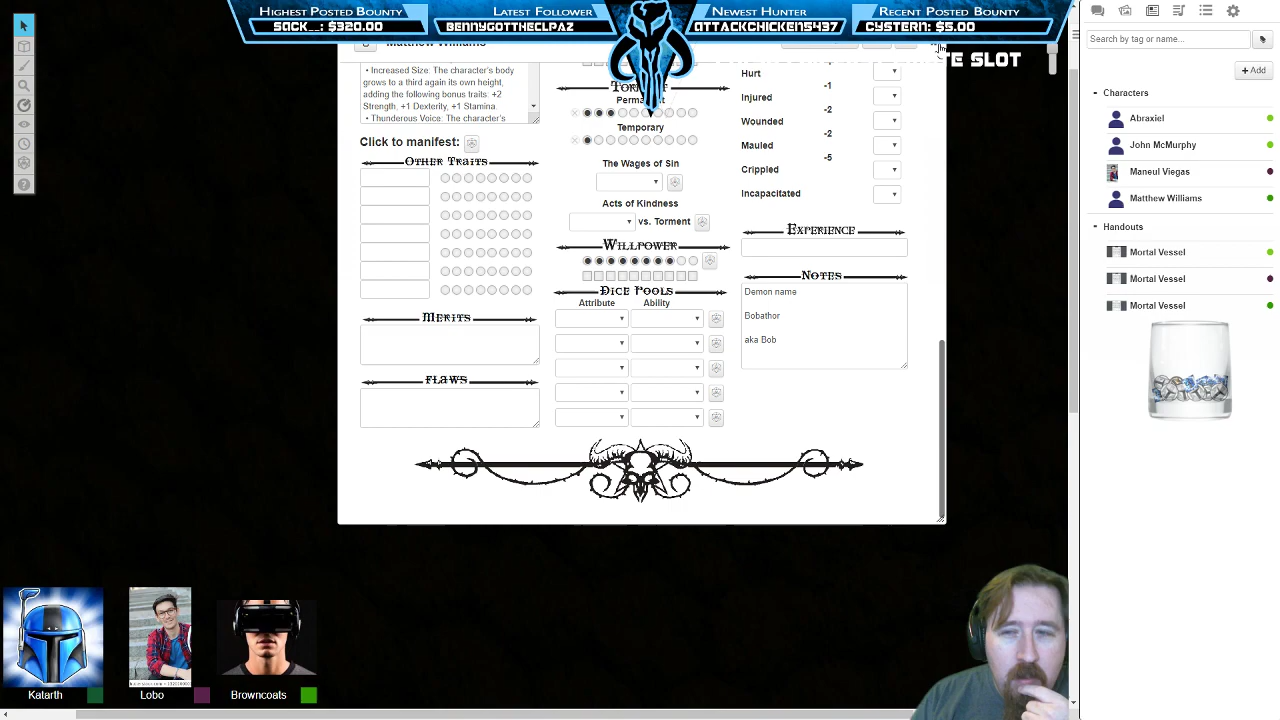 Highest Posted Bounty
Sack__: $320.00
Latest Follower
BennyGotTheClpaz
Newest Hunter
AttackChicken5437
Recent Posted Bounty
Cystern: $5.00
TE SLOT
Matthew Williams
• Increased Size: The character's body
grows to a third again its own height,
adding the following bonus traits: +2
Strength, +1 Dexterity, +1 Stamina.
• Thunderous Voice: The character's
Click to manifest:
Other Traits
Merits
Flaws
Temporary
The Wages of Sin
Acts of Kindness
vs. Torment
Willpower
Dice Pools
Attribute Ability
Hurt
-1
Injured
-2
Wounded
-2
Mauled
-5
Crippled
Incapacitated
Experience
Notes
Demon name
Bobathor
aka Bob
Search by tag or name...
+ Add
Characters
Abraxiel
John McMurphy
Maneul Viegas
Matthew Williams
Handouts
Mortal Vessel
Mortal Vessel
Mortal Vessel
Katarth
Lobo
Browncoats